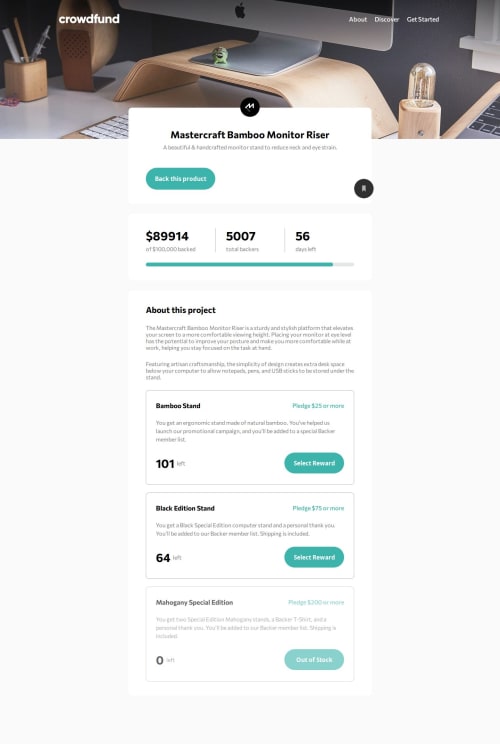 crowdfund
About Discover Get Started
Mastercraft Bamboo Monitor Riser
A beautiful & handcrafted monitor stand to reduce neck and eye strain.
Back this product
$89914
of $100,000 backed
5007
total backers
56
days left
About this project
The Mastercraft Bamboo Monitor Riser is a sturdy and stylish platform that elevates
your screen to a more comfortable viewing height. Placing your monitor at eye level
has the potential to improve your posture and make you more comfortable while at
work, helping you stay focused on the task at hand.
Featuring artisan craftsmanship, the simplicity of design creates extra desk space
below your computer to allow notepads, pens, and USB sticks to be stored under the
stand.
Bamboo Stand
Pledge $25 or more
You get an ergonomic stand made of natural bamboo. You've helped us
launch our promotional campaign, and you'll be added to a special Backer
member list.
101 left
Select Reward
Black Edition Stand
Pledge $75 or more
You get a Black Special Edition computer stand and a personal thank you.
You'll be added to our Backer member list. Shipping is included.
64 left
Select Reward
Mahogany Special Edition
Pledge $200 or more
You get two Special Edition Mahogany stands, a Backer T-Shirt, and a
personal thank you. You'll be added to our Backer member list. Shipping is
included.
0 left
Out of Stock